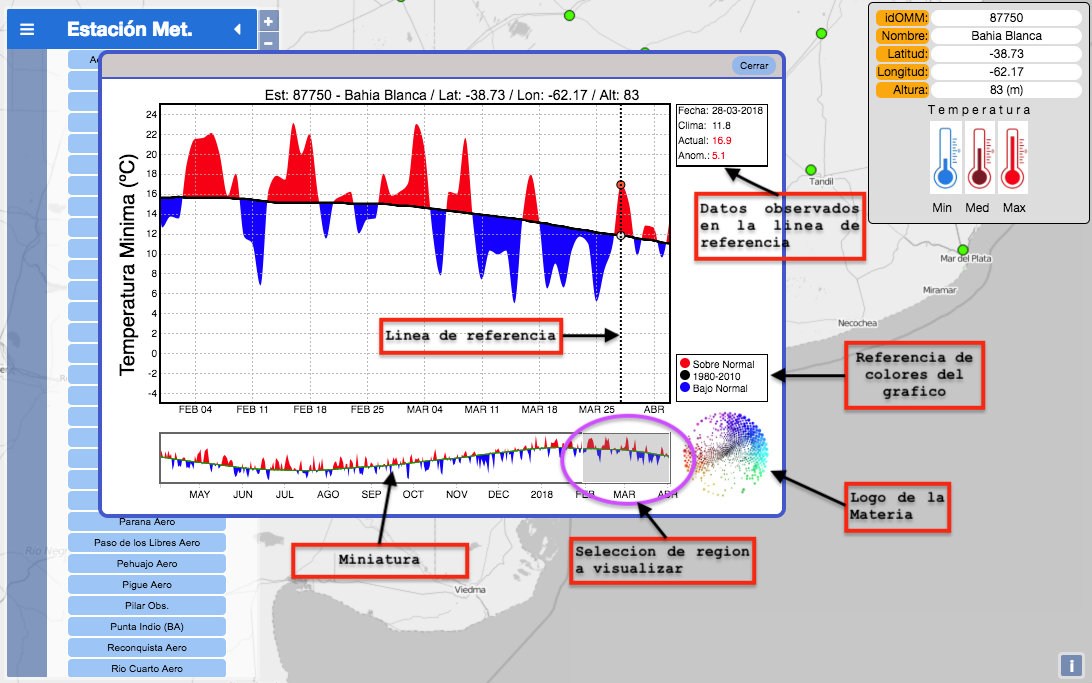 Estación Met.
+
−
idOMM: 87750
Nombre: Bahia Blanca
Latitud: -38.73
Longitud: -62.17
Altura: 83 (m)
Temperatura
Min Med Max
Cerrar
Est: 87750 - Bahia Blanca / Lat: -38.73 / Lon: -62.17 / Alt: 83
Temperatura Minima (ºC)
24
22
20
18
16
14
12
10
8
6
4
2
0
-2
-4
FEB 04 FEB 11 FEB 18 FEB 25 MAR 04 MAR 11 MAR 18 MAR 25 ABR
Fecha: 28-03-2018
Clima: 11.8
Actual: 16.9
Anom.: 5.1
Datos observados
en la linea de
referencia
Linea de referencia
Sobre Normal
1980-2010
Bajo Normal
Referencia de
colores del
grafico
MAY JUN JUL AGO SEP OCT NOV DEC 2018 FEB MAR ABR
Logo de la
Materia
Miniatura
Seleccion de region
a visualizar
Tandil
Mar del Plata
Miramar
Necochea
Viedma
Parana Aero
Paso de los Libres Aero
Pehuajo Aero
Pigue Aero
Pilar Obs.
Punta Indio (BA)
Reconquista Aero
Rio Cuarto Aero
i